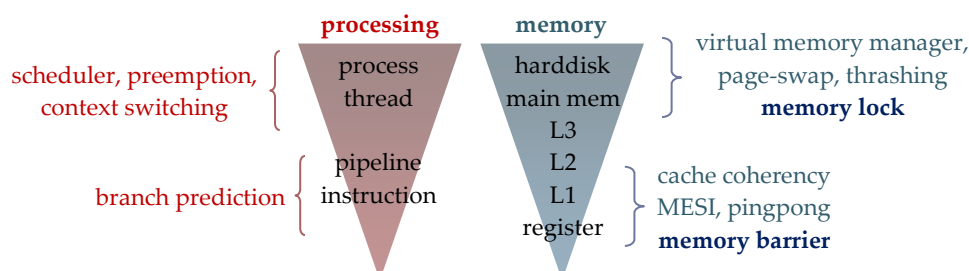 processing
memory
scheduler, preemption,
context switching
process
thread
pipeline
instruction
branch prediction
harddisk
main mem
L3
L2
L1
register
virtual memory manager,
page-swap, thrashing
memory lock
cache coherency
MESI, pingpong
memory barrier